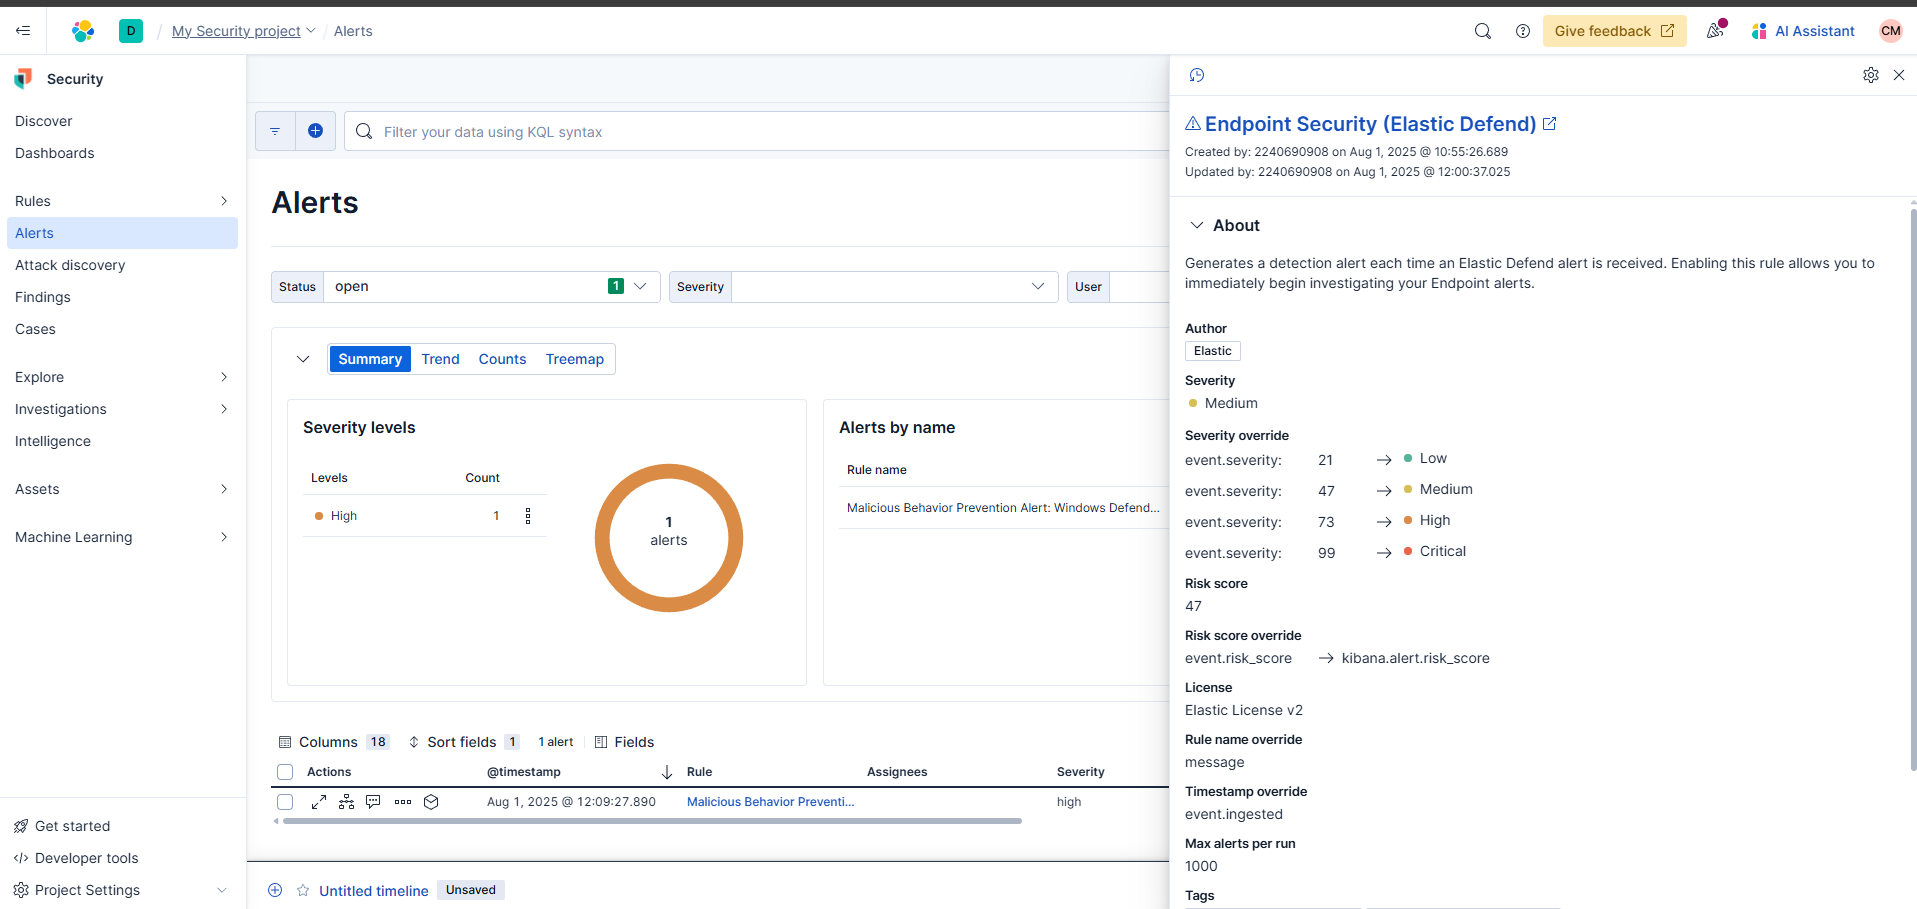 D
My Security project
Alerts
Give feedback
AI Assistant
CM
Security
Discover
Dashboards
Rules
Alerts
Attack discovery
Findings
Cases
Explore
Investigations
Intelligence
Assets
Machine Learning
Get started
Developer tools
Project Settings
Filter your data using KQL syntax
Alerts
Status open 1
Severity
User
Summary Trend Counts Treemap
Severity levels
Levels Count
High 1
1
alerts
Alerts by name
Rule name
Malicious Behavior Prevention Alert: Windows Defend...
Columns 18 Sort fields 1 1 alert Fields
Actions @timestamp Rule Assignees Severity
Aug 1, 2025 @ 12:09:27.890 Malicious Behavior Preventi... high
Untitled timeline Unsaved
Endpoint Security (Elastic Defend)
Created by: 2240690908 on Aug 1, 2025 @ 10:55:26.689
Updated by: 2240690908 on Aug 1, 2025 @ 12:00:37.025
About
Generates a detection alert each time an Elastic Defend alert is received. Enabling this rule allows you to
immediately begin investigating your Endpoint alerts.
Author
Elastic
Severity
Medium
Severity override
event.severity: 21 → Low
event.severity: 47 → Medium
event.severity: 73 → High
event.severity: 99 → Critical
Risk score
47
Risk score override
event.risk_score → kibana.alert.risk_score
License
Elastic License v2
Rule name override
message
Timestamp override
event.ingested
Max alerts per run
1000
Tags